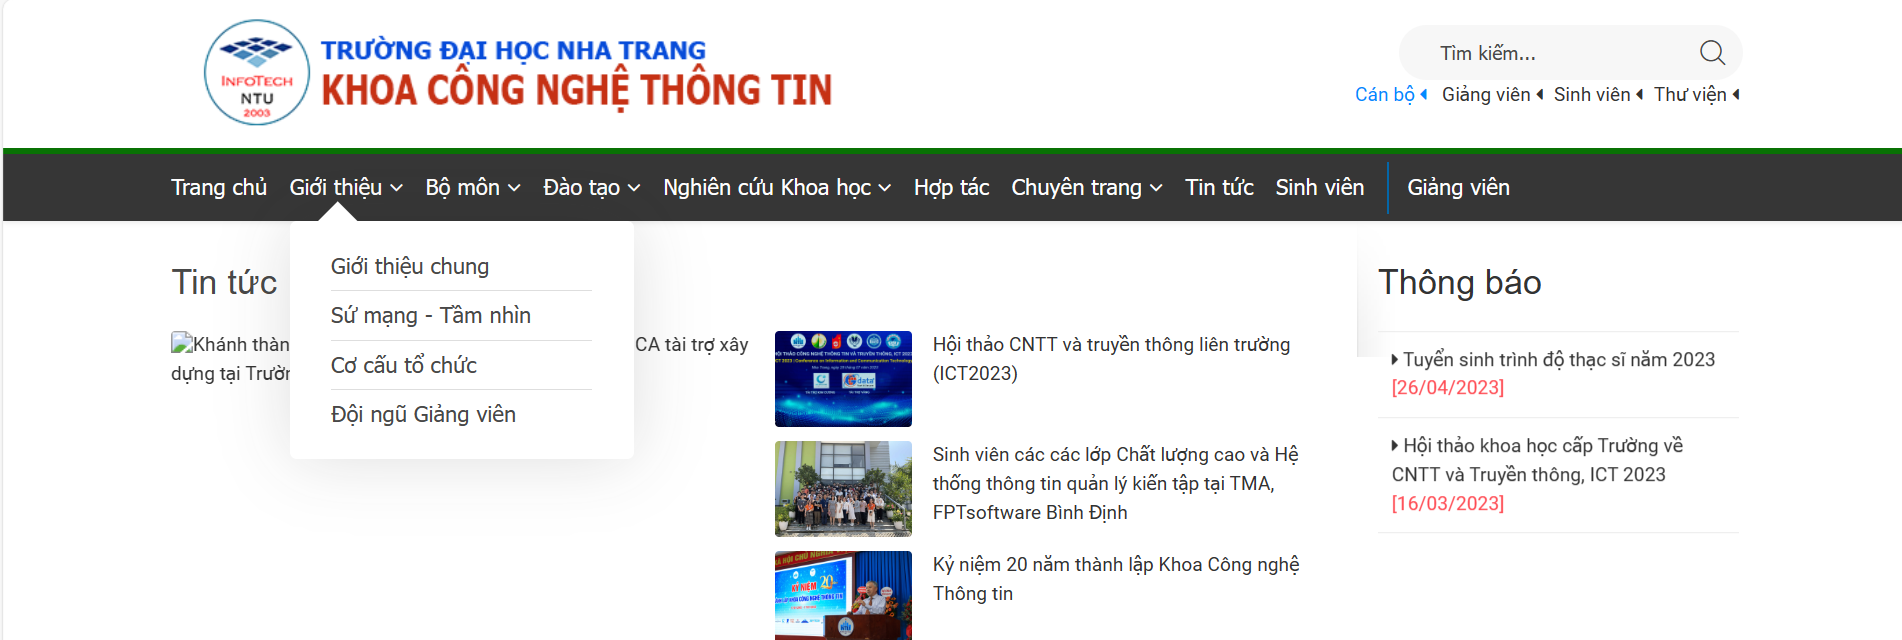 INFOTECH
NTU
2003
TRƯỜNG ĐẠI HỌC NHA TRANG
KHOA CÔNG NGHỆ THÔNG TIN
Tìm kiếm...
Cán bộ Giảng viên Sinh viên Thư viện
Trang chủ Giới thiệu Bộ môn Đào tạo Nghiên cứu Khoa học Hợp tác Chuyên trang Tin tức Sinh viên Giảng viên
Giới thiệu chung
Sứ mạng - Tầm nhìn
Cơ cấu tổ chức
Đội ngũ Giảng viên
Tin tức
Khánh thàn
CA tài trợ xây
dựng tại Trườn
Hội thảo CNTT và truyền thông liên trường
(ICT2023)
Sinh viên các các lớp Chất lượng cao và Hệ
thống thông tin quản lý kiến tập tại TMA,
FPTsoftware Bình Định
KỶ NIỆM 20
Kỷ niệm 20 năm thành lập Khoa Công nghệ
Thông tin
Thông báo
Tuyển sinh trình độ thạc sĩ năm 2023
[26/04/2023]
Hội thảo khoa học cấp Trường về
CNTT và Truyền thông, ICT 2023
[16/03/2023]